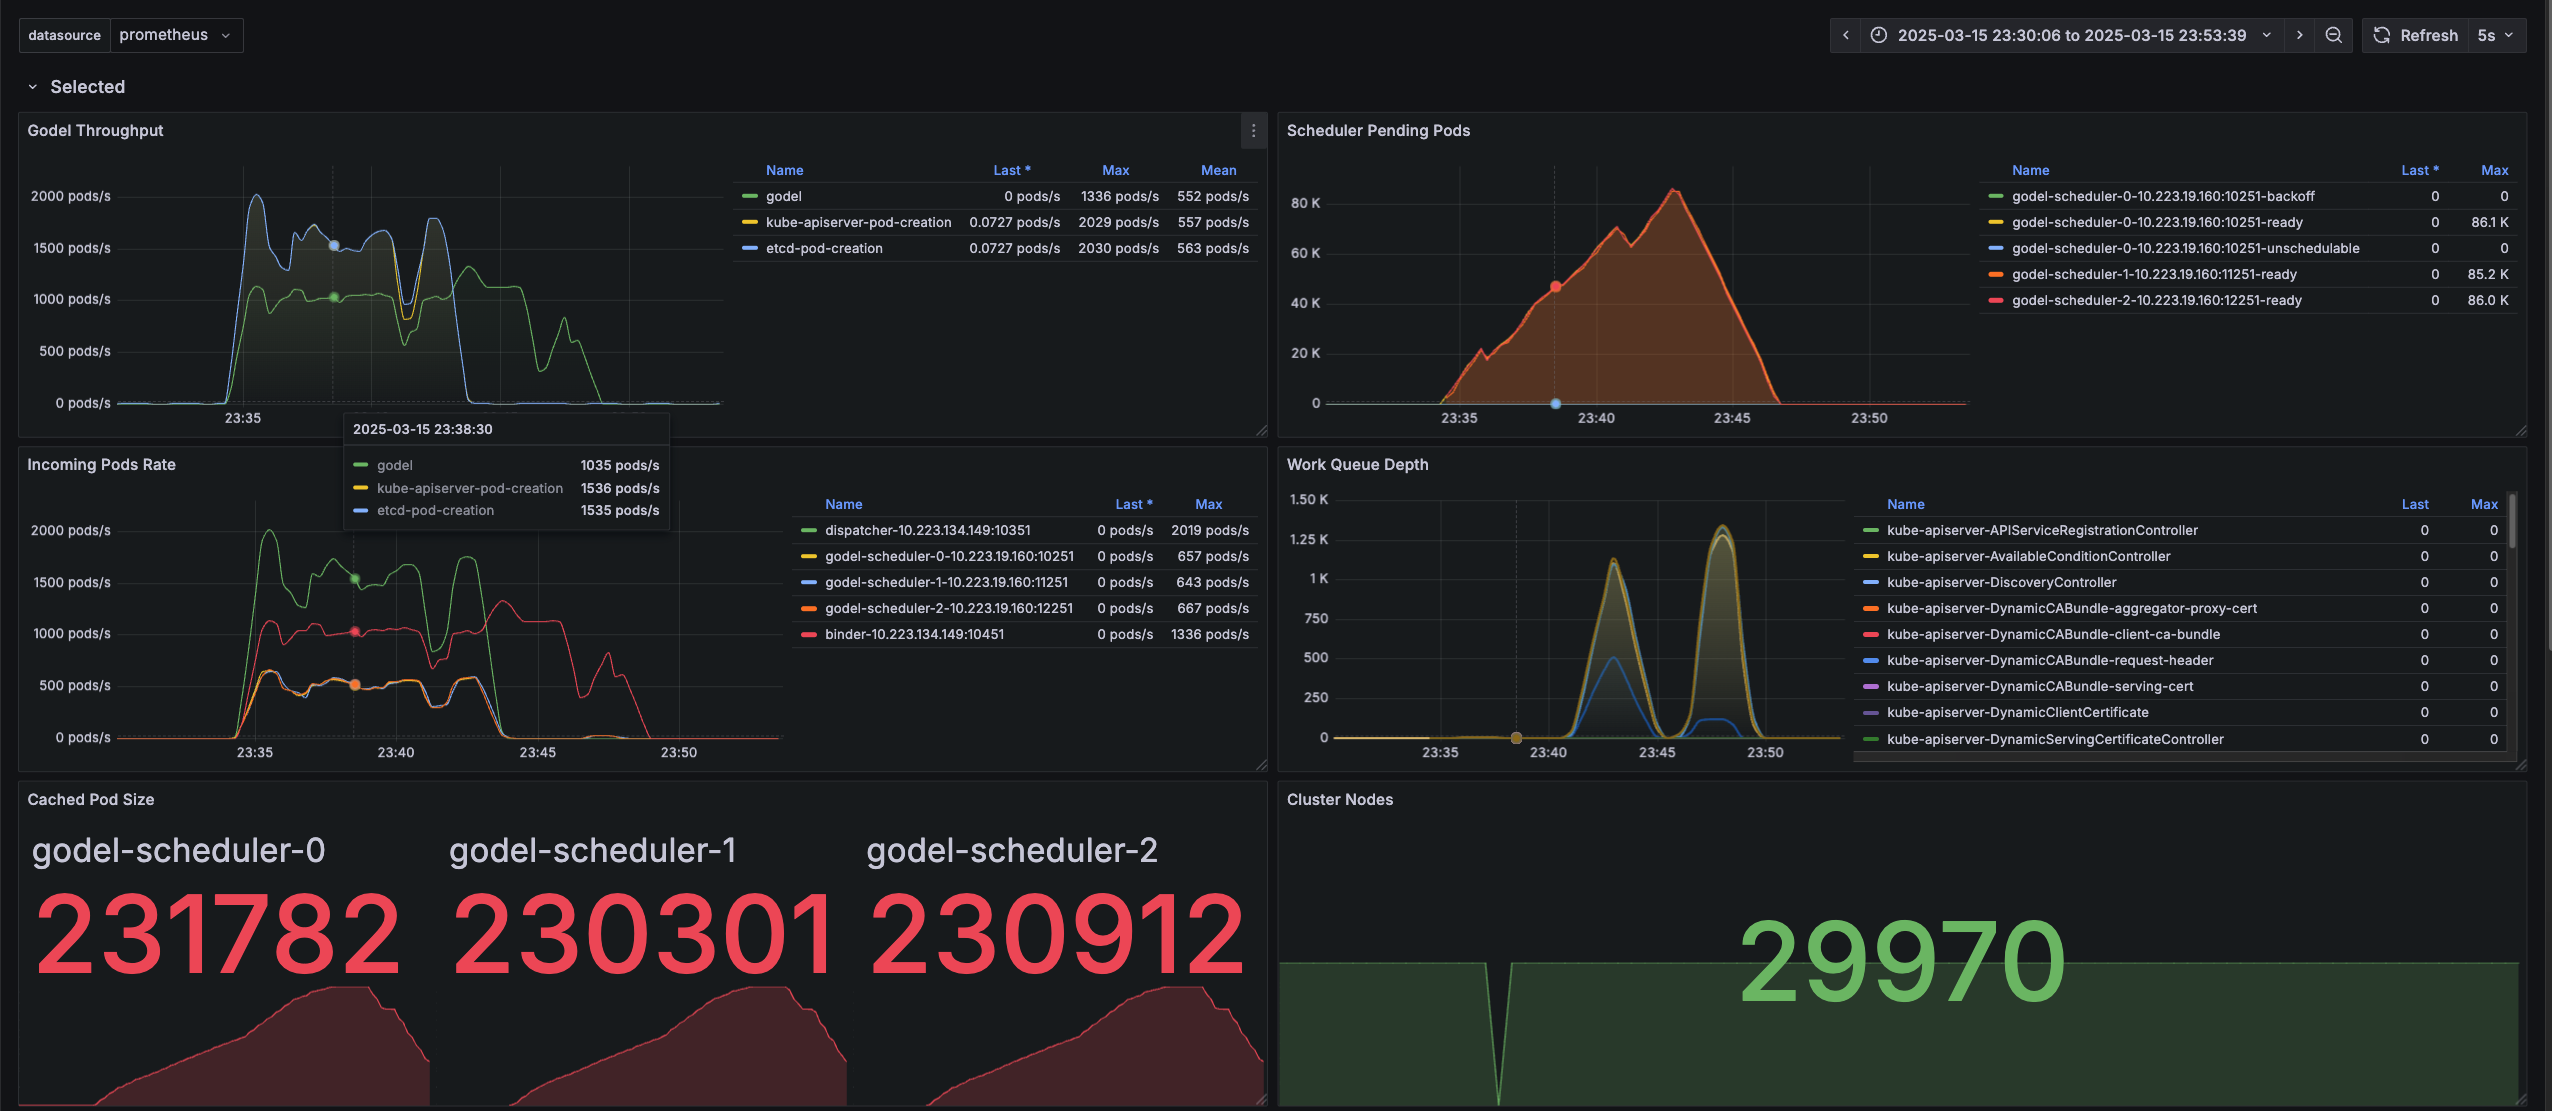 datasource prometheus 2025-03-15 23:30:06 to 2025-03-15 23:53:39 Refresh 5s
Selected
Godel Throughput
2000 pods/s
1500 pods/s
1000 pods/s
500 pods/s
0 pods/s
23:35
Name Last * Max Mean
godel 0 pods/s 1336 pods/s 552 pods/s
kube-apiserver-pod-creation 0.0727 pods/s 2029 pods/s 557 pods/s
etcd-pod-creation 0.0727 pods/s 2030 pods/s 563 pods/s
2025-03-15 23:38:30
godel 1035 pods/s
kube-apiserver-pod-creation 1536 pods/s
etcd-pod-creation 1535 pods/s
Scheduler Pending Pods
80 K
60 K
40 K
20 K
0
23:35 23:40 23:45 23:50
Name Last * Max
godel-scheduler-0-10.223.19.160:10251-backoff 0 0
godel-scheduler-0-10.223.19.160:10251-ready 0 86.1 K
godel-scheduler-0-10.223.19.160:10251-unschedulable 0 0
godel-scheduler-1-10.223.19.160:11251-ready 0 85.2 K
godel-scheduler-2-10.223.19.160:12251-ready 0 86.0 K
Incoming Pods Rate
2000 pods/s
1500 pods/s
1000 pods/s
500 pods/s
0 pods/s
23:35 23:40 23:45 23:50
Name Last * Max
dispatcher-10.223.134.149:10351 0 pods/s 2019 pods/s
godel-scheduler-0-10.223.19.160:10251 0 pods/s 657 pods/s
godel-scheduler-1-10.223.19.160:11251 0 pods/s 643 pods/s
godel-scheduler-2-10.223.19.160:12251 0 pods/s 667 pods/s
binder-10.223.134.149:10451 0 pods/s 1336 pods/s
Work Queue Depth
1.50 K
1.25 K
1 K
750
500
250
0
23:35 23:40 23:45 23:50
Name Last Max
kube-apiserver-APIServiceRegistrationController 0 0
kube-apiserver-AvailableConditionController 0 0
kube-apiserver-DiscoveryController 0 0
kube-apiserver-DynamicCABundle-aggregator-proxy-cert 0 0
kube-apiserver-DynamicCABundle-client-ca-bundle 0 0
kube-apiserver-DynamicCABundle-request-header 0 0
kube-apiserver-DynamicCABundle-serving-cert 0 0
kube-apiserver-DynamicClientCertificate 0 0
kube-apiserver-DynamicServingCertificateController 0 0
Cached Pod Size
godel-scheduler-0 godel-scheduler-1 godel-scheduler-2
231782 230301 230912
Cluster Nodes
29970